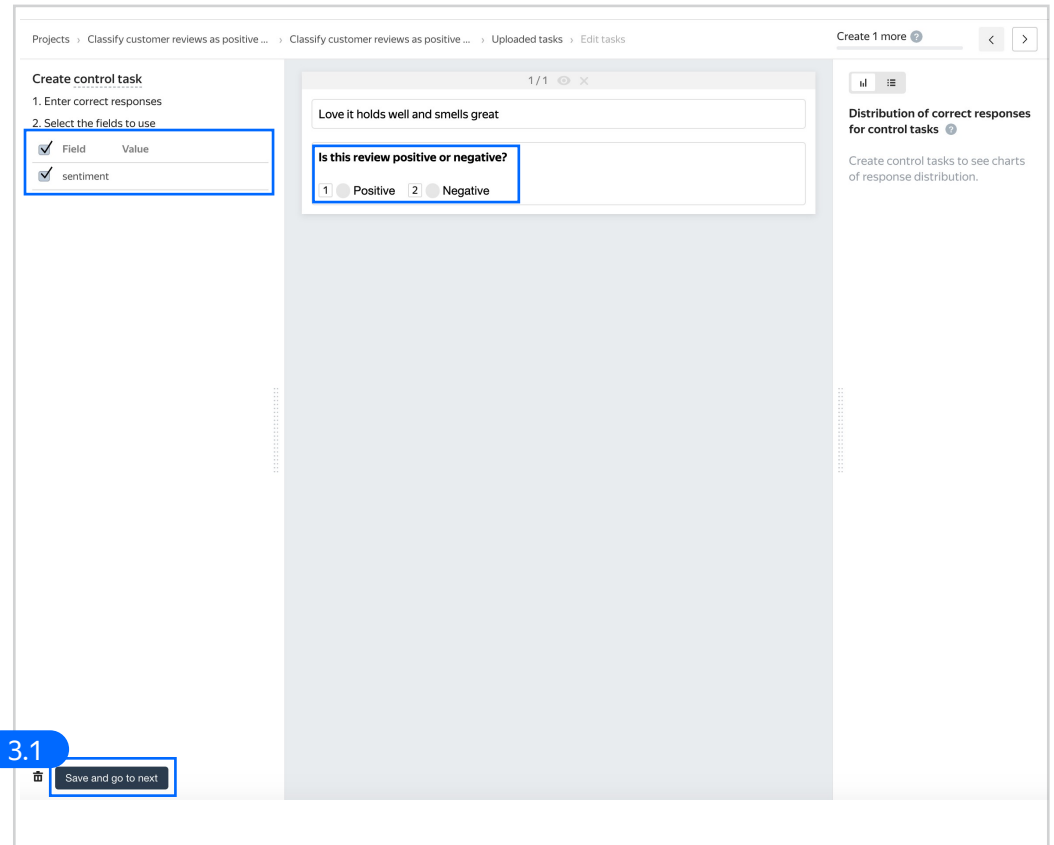 Projects › Classify customer reviews as positive ... › Classify customer reviews as positive ... › Uploaded tasks › Edit tasks
Create 1 more ?
< >
Create control task
1. Enter correct responses
2. Select the fields to use
Field Value
sentiment
1 / 1
Love it holds well and smells great
Is this review positive or negative?
1 Positive 2 Negative
Distribution of correct responses
for control tasks ?
Create control tasks to see charts
of response distribution.
3.1
Save and go to next